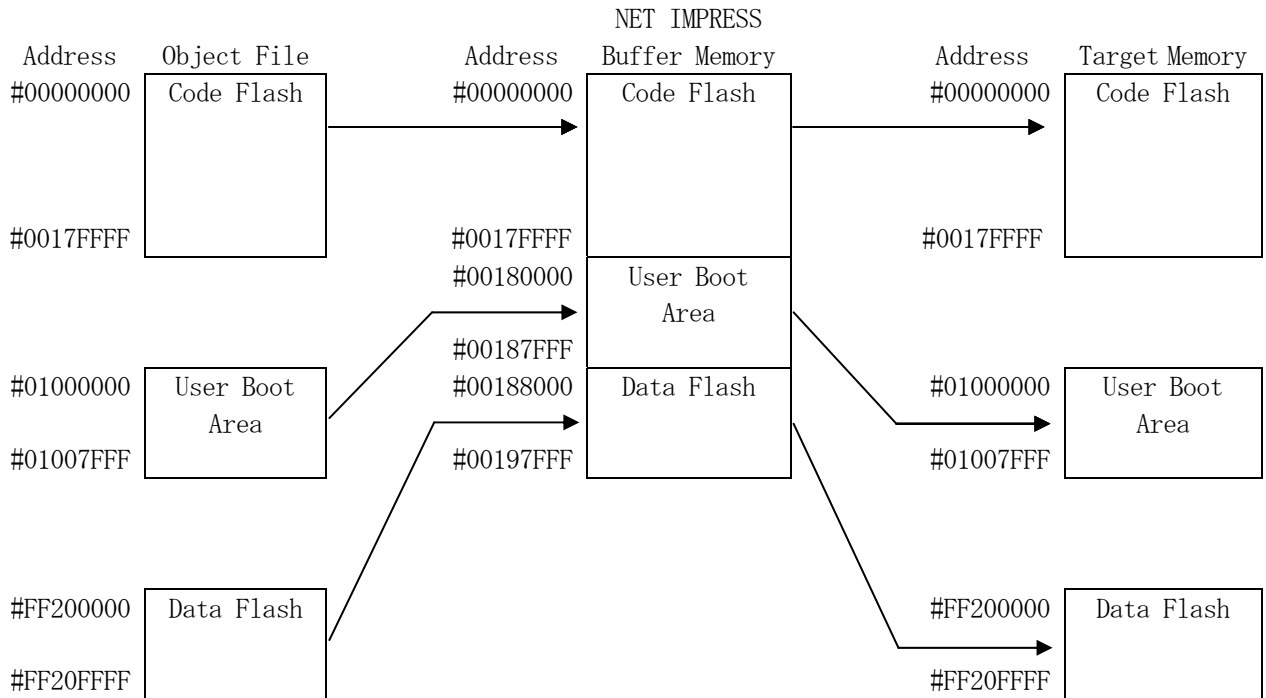 NET IMPRESS
Address Object File Address Buffer Memory Address Target Memory
#00000000 Code Flash #00000000 Code Flash #00000000 Code Flash
#0017FFFF #0017FFFF #0017FFFF
#00180000 User Boot
Area
#00187FFF
#01000000 User Boot #00188000 Data Flash #01000000 User Boot
Area Area
#01007FFF #00197FFF #01007FFF
#FF200000 Data Flash #FF200000 Data Flash
#FF20FFFF #FF20FFFF